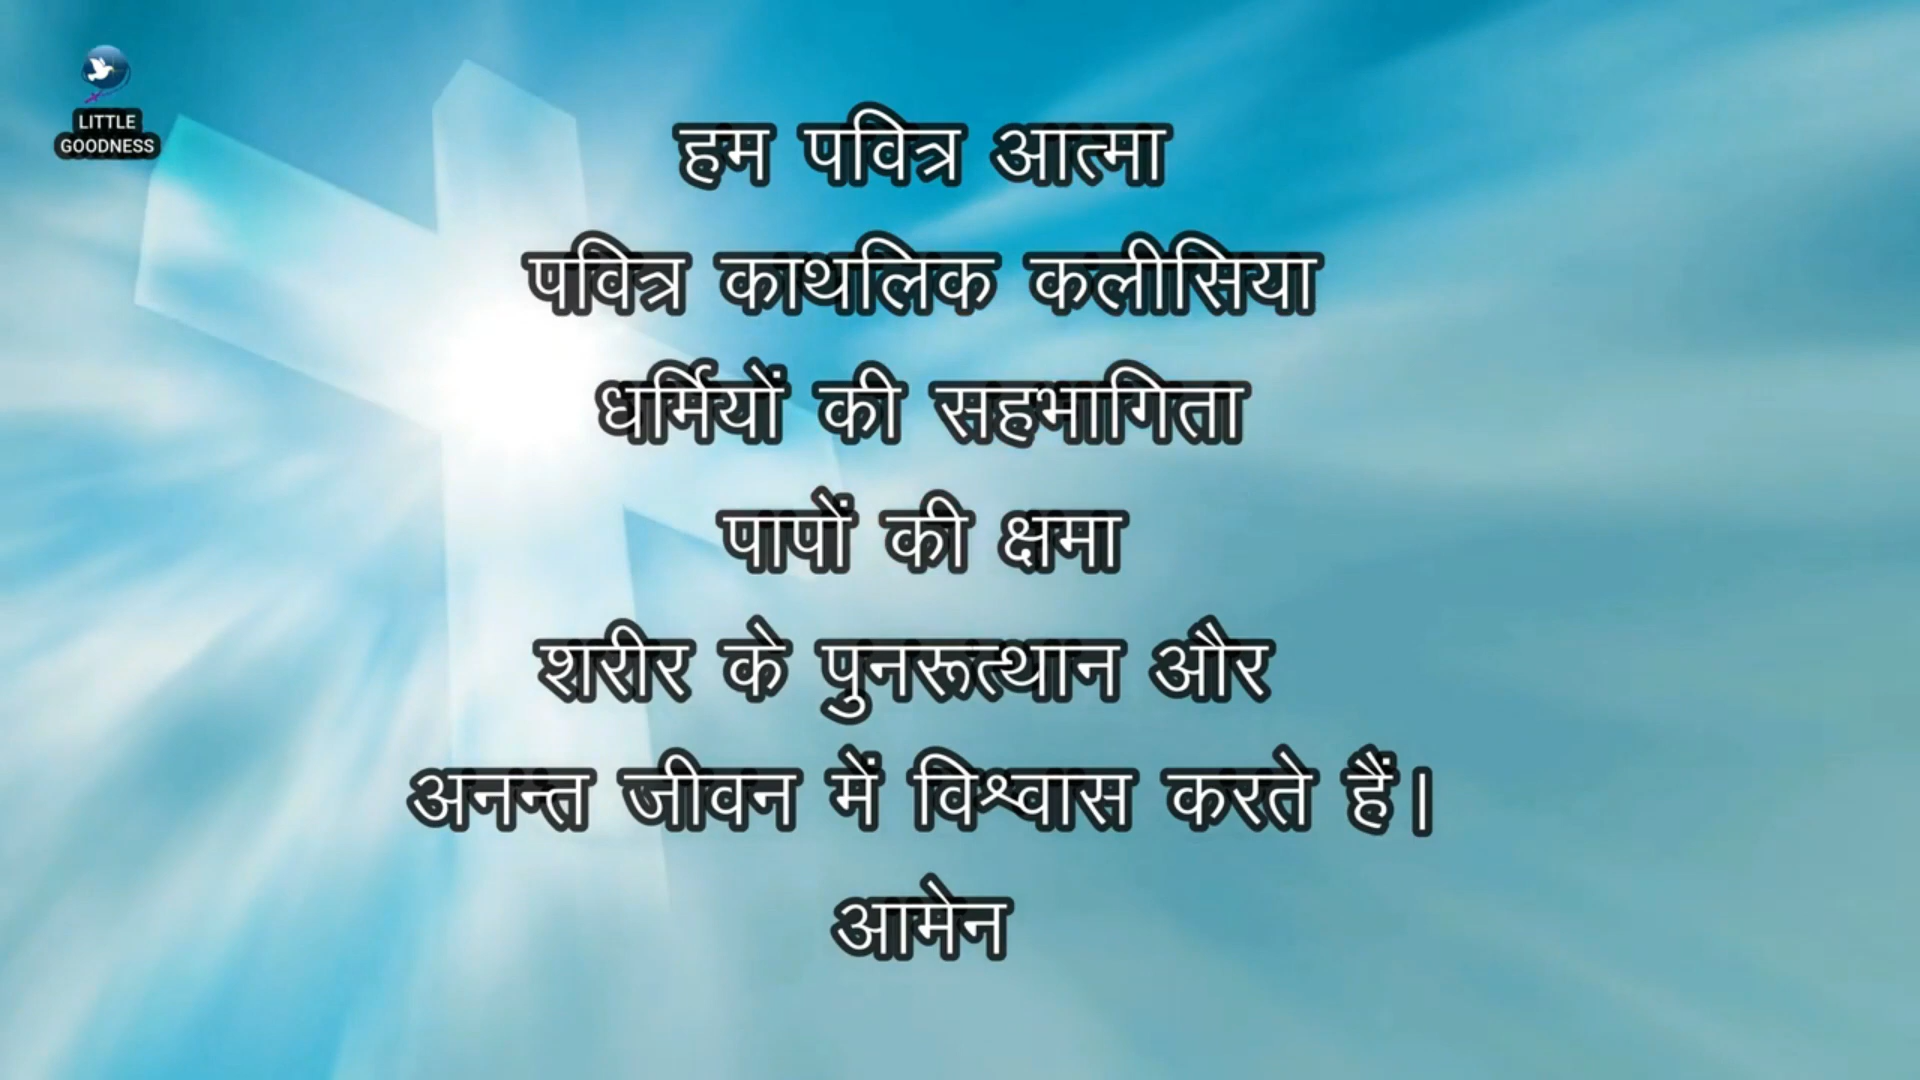 LITTLE
GOODNESS
हम पवित्र आत्मा
पवित्र काथलिक कलीसिया
धर्मियों की सहभागिता
पापों की क्षमा
शरीर के पुनरूत्थान और
अनन्त जीवन में विश्वास करते हैं।
आमेन